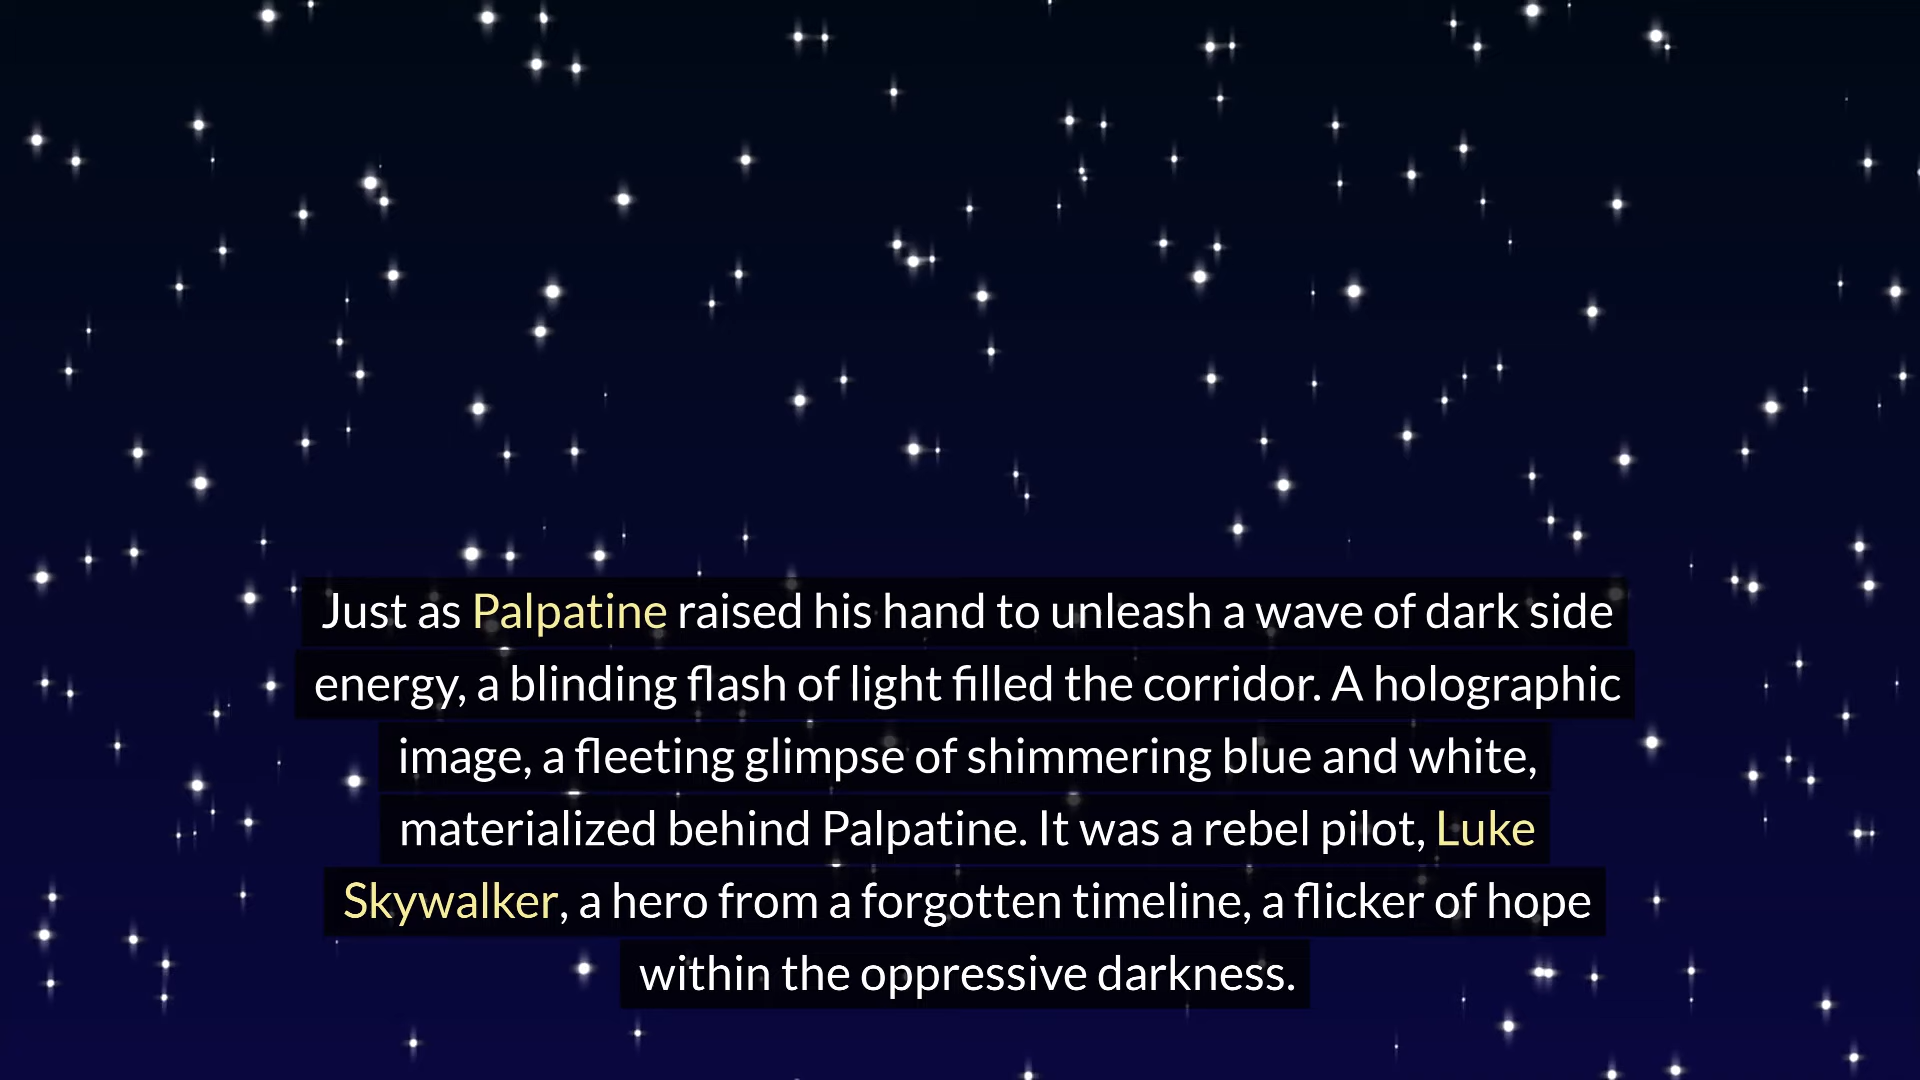 Just as Palpatine raised his hand to unleash a wave of dark side
energy, a blinding flash of light filled the corridor. A holographic
image, a fleeting glimpse of shimmering blue and white,
materialized behind Palpatine. It was a rebel pilot, Luke
Skywalker, a hero from a forgotten timeline, a flicker of hope
within the oppressive darkness.